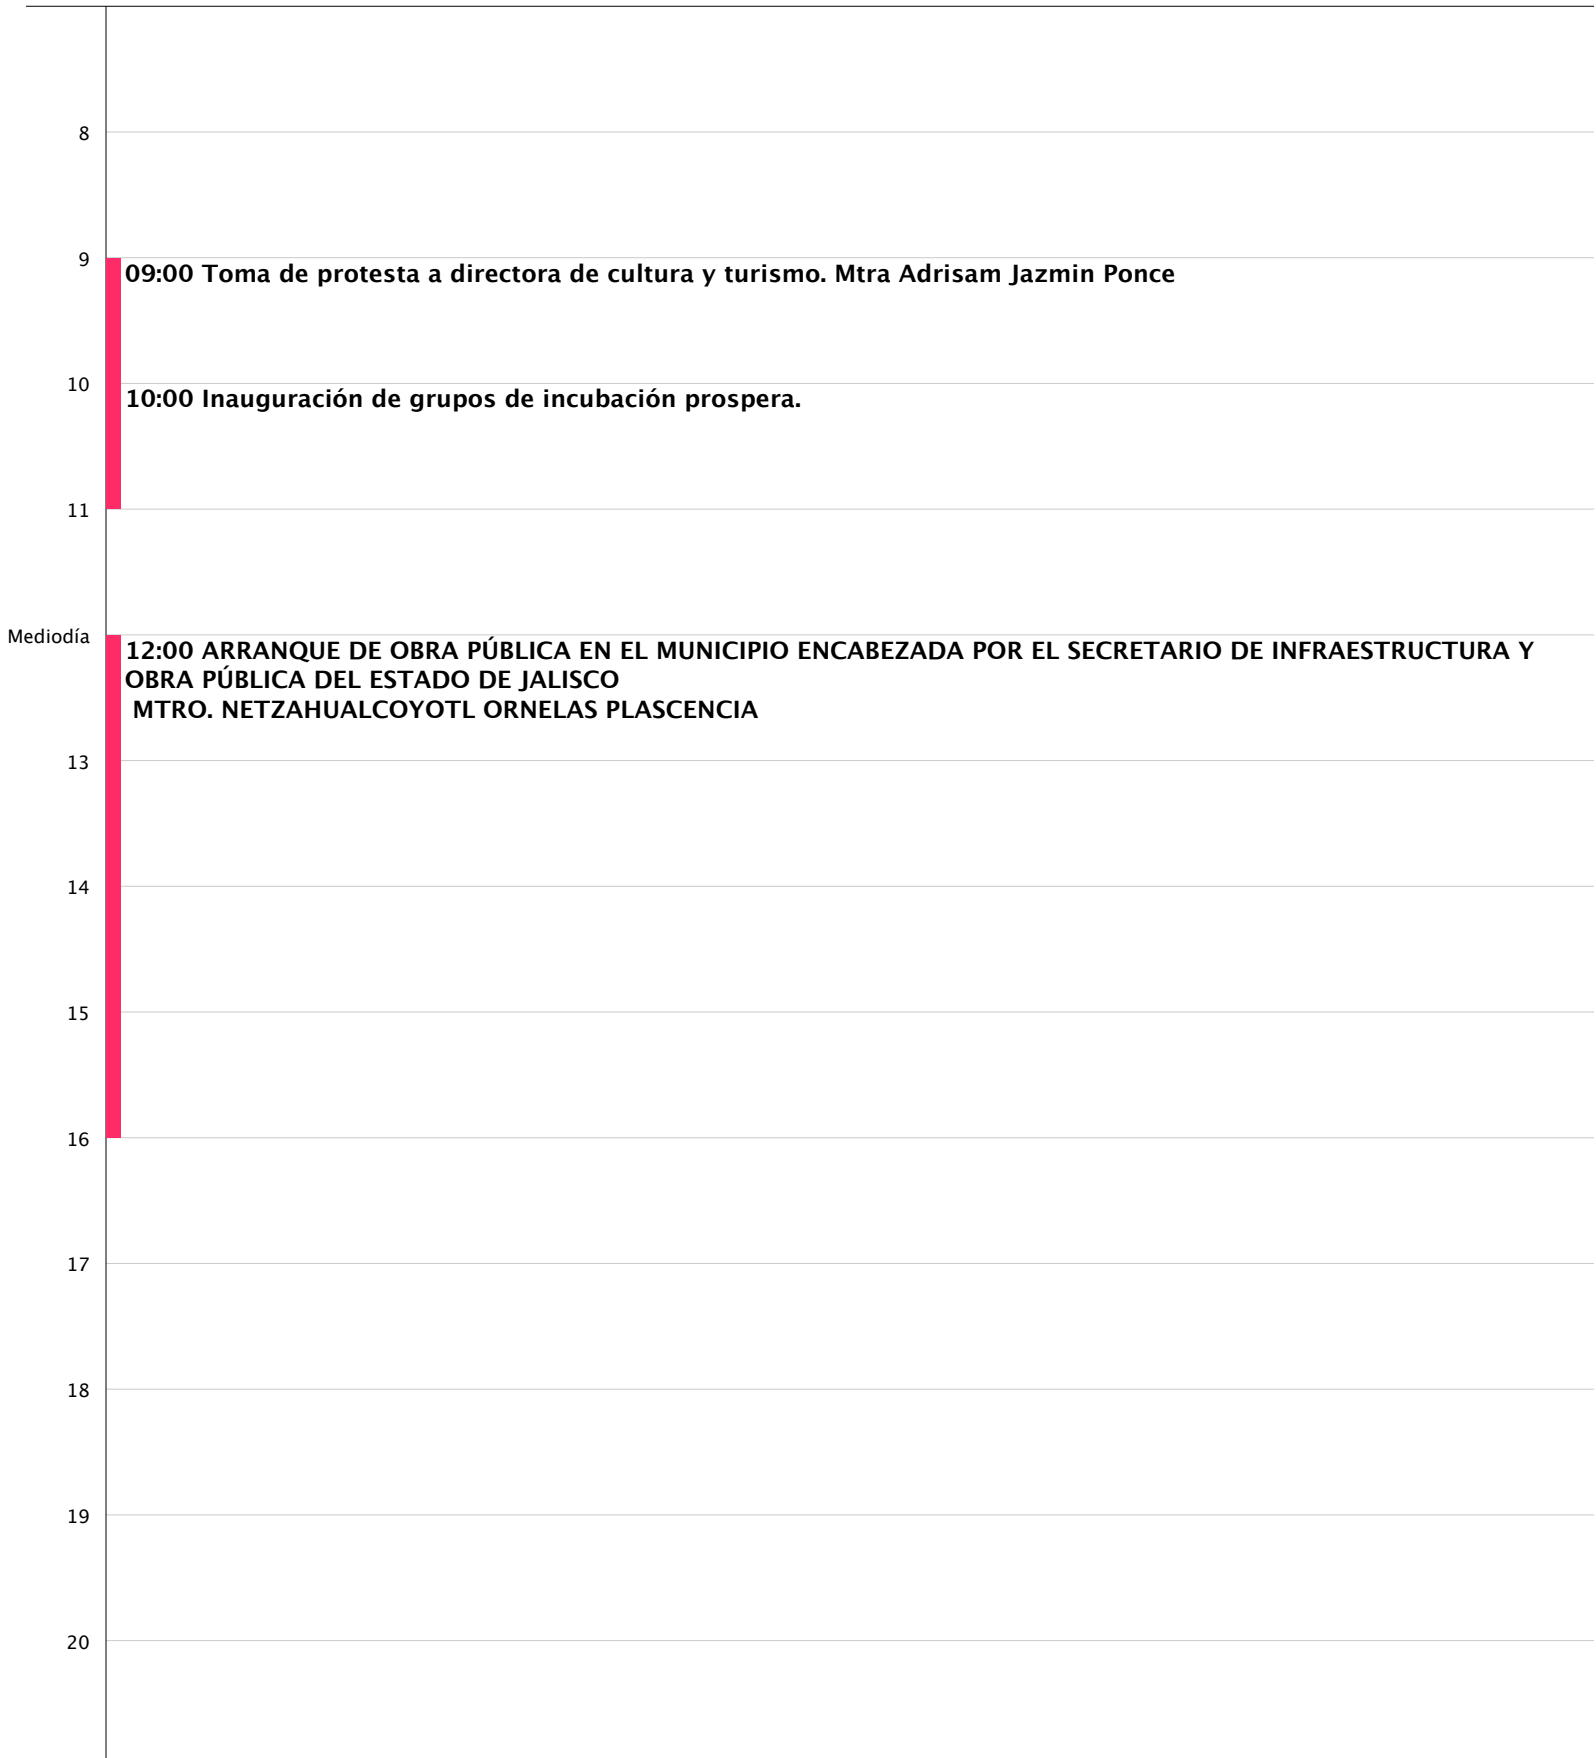 8
9
09:00 Toma de protesta a directora de cultura y turismo. Mtra Adrisam Jazmin Ponce
10
10:00 Inauguración de grupos de incubación prospera.
11
Mediodía
12:00 ARRANQUE DE OBRA PÚBLICA EN EL MUNICIPIO ENCABEZADA POR EL SECRETARIO DE INFRAESTRUCTURA Y
OBRA PÚBLICA DEL ESTADO DE JALISCO
MTRO. NETZAHUALCOYOTL ORNELAS PLASCENCIA
13
14
15
16
17
18
19
20